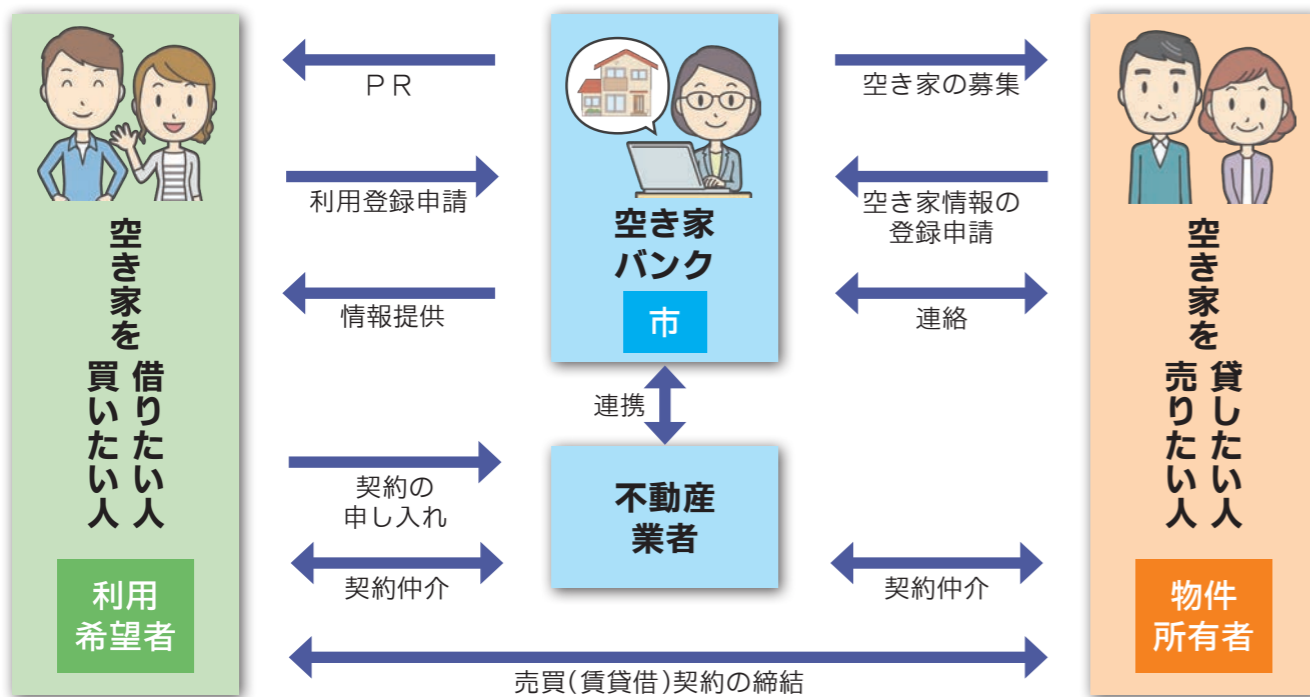 空き家を
借りたい人
買いたい人
利用
希望者
ＰＲ
利用登録申請
情報提供
契約の
申し入れ
契約仲介
空き家
バンク
市
連携
不動産
業者
空き家の募集
空き家情報の
登録申請
連絡
契約仲介
売買(賃貸借)契約の締結
空き家を
貸したい人
売りたい人
物件
所有者